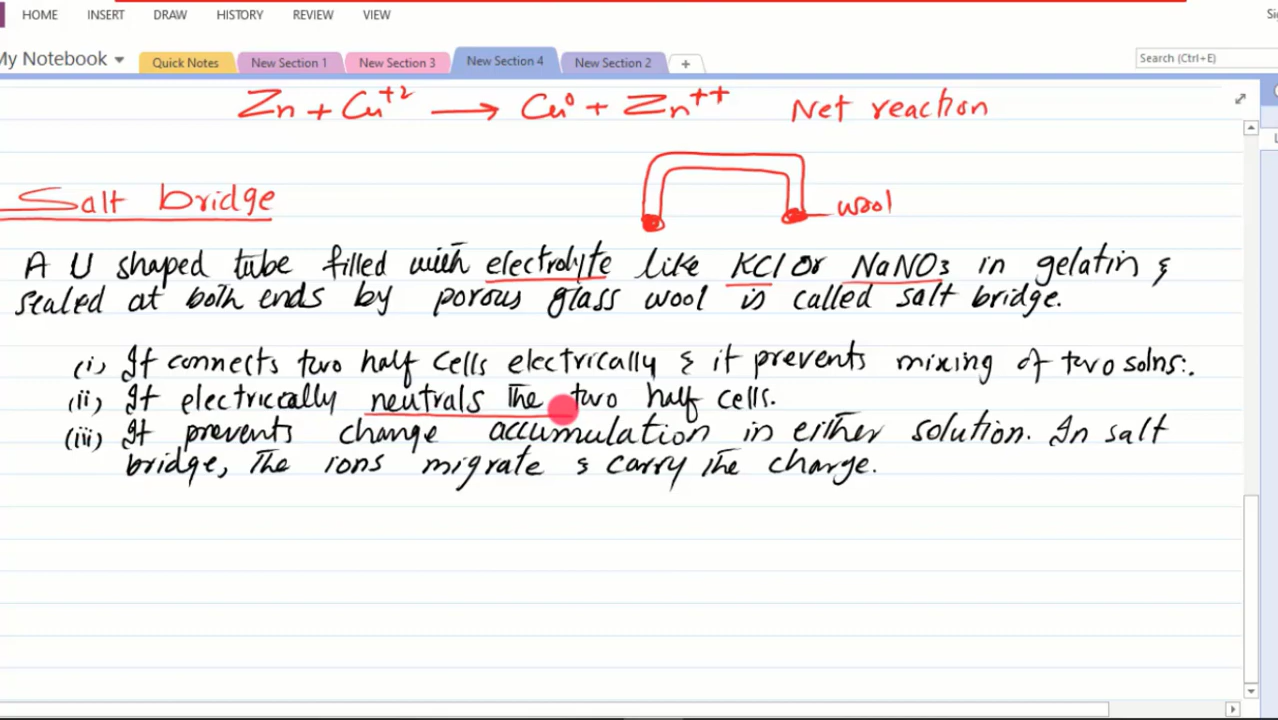 HOME INSERT DRAW HISTORY REVIEW VIEW
My Notebook Quick Notes New Section 1 New Section 3 New Section 4 New Section 2 + Search (Ctrl+E)
Zn + Cu+2 → Cu0 + Zn++ Net reaction
Salt bridge
wool
A U shaped tube filled with electrolyte like KCl or NaNO3 in gelatin &
sealed at both ends by porous glass wool is called salt bridge.
(i) It connects two half cells electrically & it prevents mixing of two solns:.
(ii) It electriccally neutrals the two half cells.
(iii) It prevents change accumulation in either solution. In salt
bridge, the ions migrate & carry the charge.